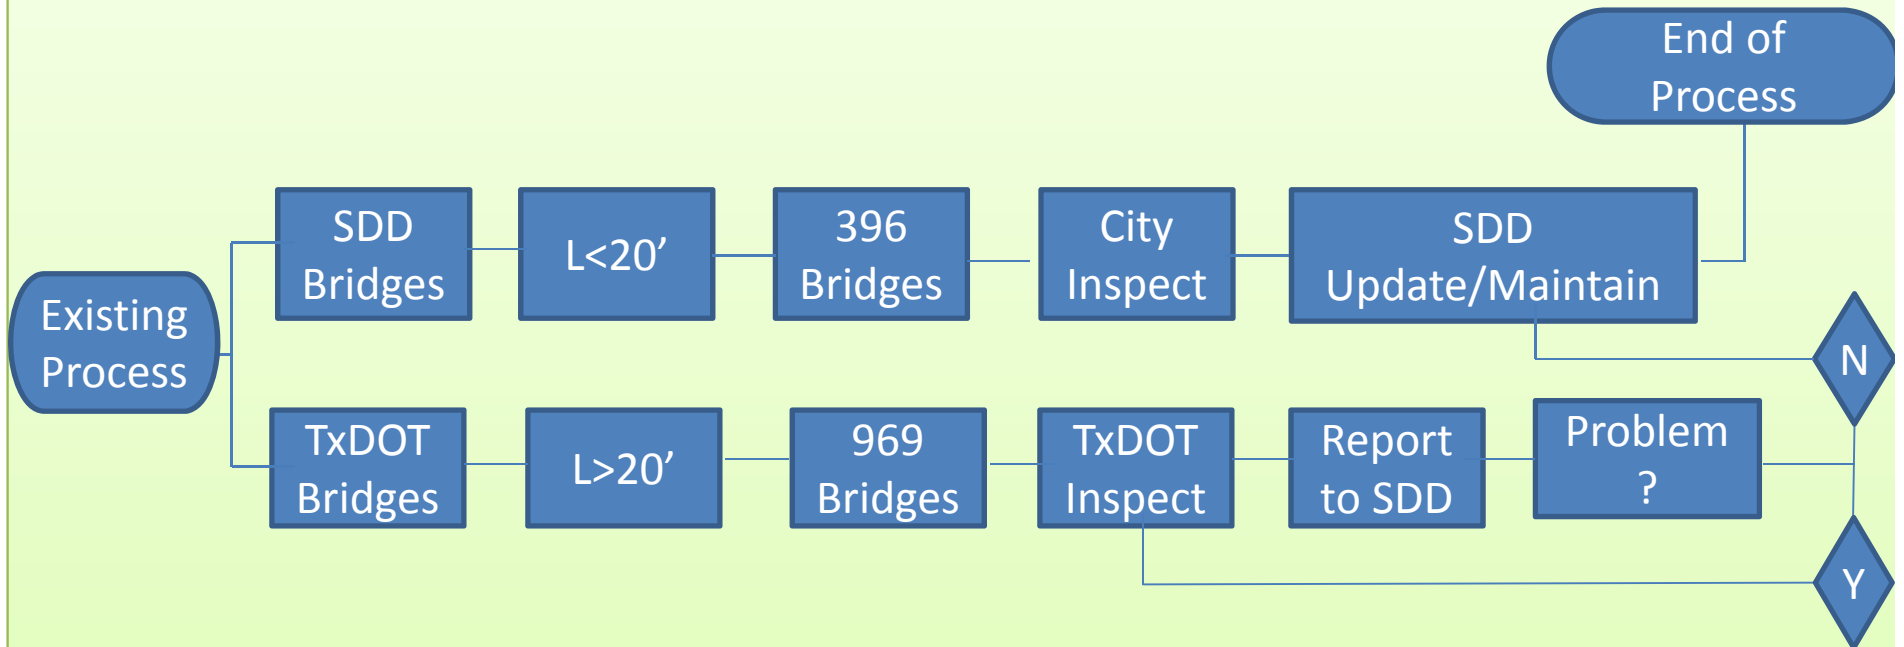 End of
Process
SDD
Bridges
L<20’
396
Bridges
City
Inspect
SDD
Update/Maintain
Existing
Process
N
TxDOT
Bridges
L>20’
969
Bridges
TxDOT
Inspect
Report
to SDD
Problem
?
Y